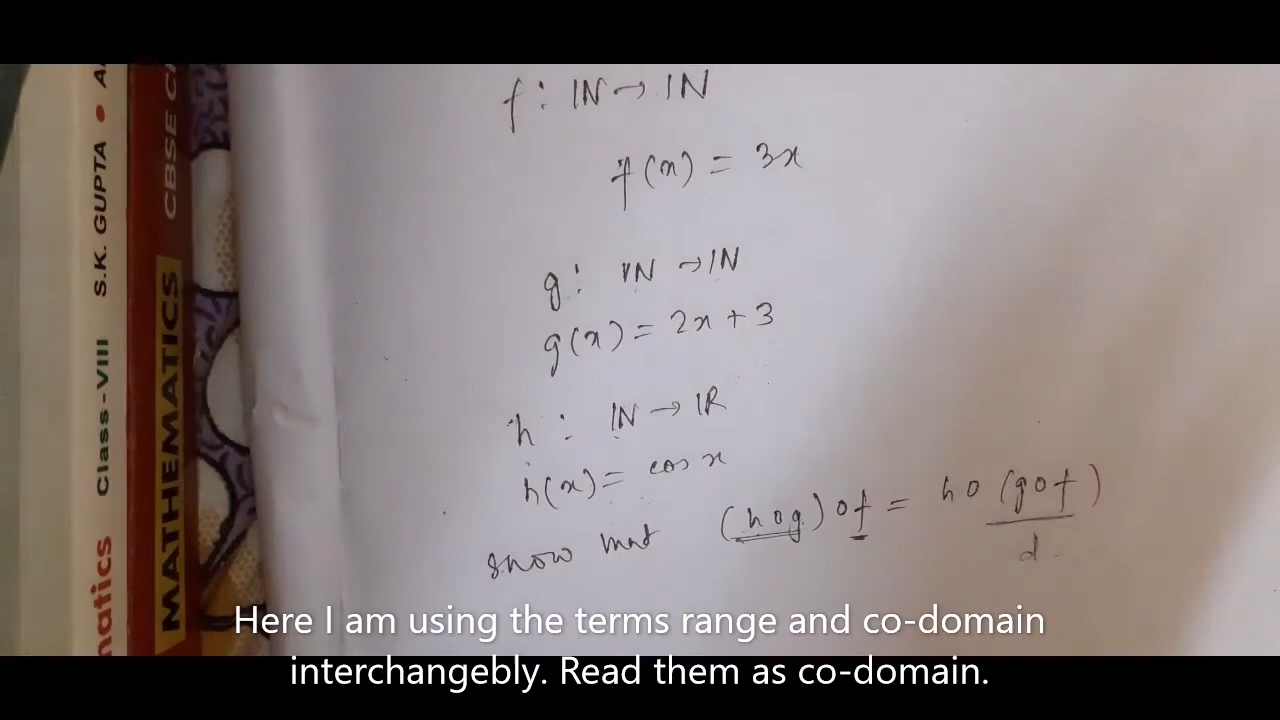 f : IN → IN
f(x) = 3x
g : IN → IN
g(x) = 2x + 3
h : IN → IR
h(x) = cos x
show that (hog) of = ho (gof)
d
Here I am using the terms range and co-domain
interchangebly. Read them as co-domain.
matics Class-VIII S.K. GUPTA • A
MATHEMATICS CBSE